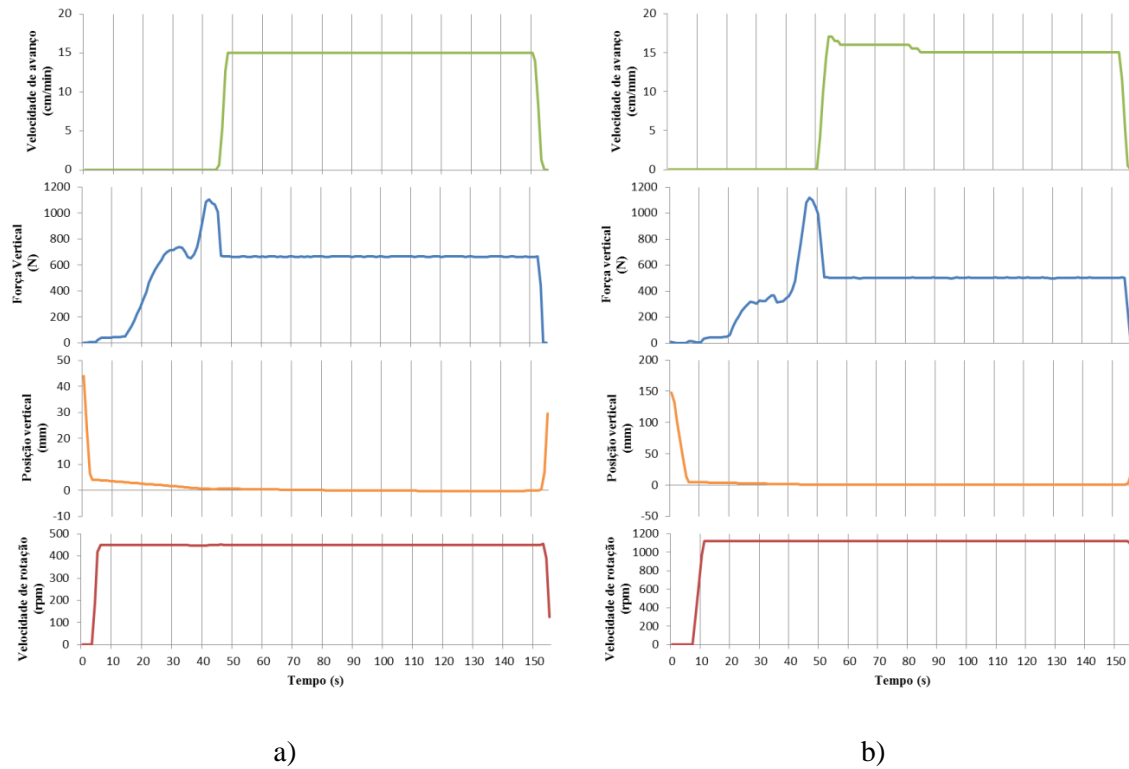 Velocidade de avanço
(cm/min)
20
15
10
5
0
Força Vertical
(N)
1200
1000
800
600
400
200
0
Posição vertical
(mm)
50
40
30
20
10
0
-10
Velocidade de rotação
(rpm)
500
400
300
200
100
0
0 10 20 30 40 50 60 70 80 90 100 110 120 130 140 150
Tempo (s)
a)
Velocidade de avanço
(cm/mm)
20
15
10
5
0
Força vertical
(N)
1200
1000
800
600
400
200
0
Posição vertical
(mm)
200
150
100
50
0
-50
Velocidade de rotação
(rpm)
1200
1000
800
600
400
200
0
0 10 20 30 40 50 60 70 80 90 100 110 120 130 140 150
Tempo (s)
b)